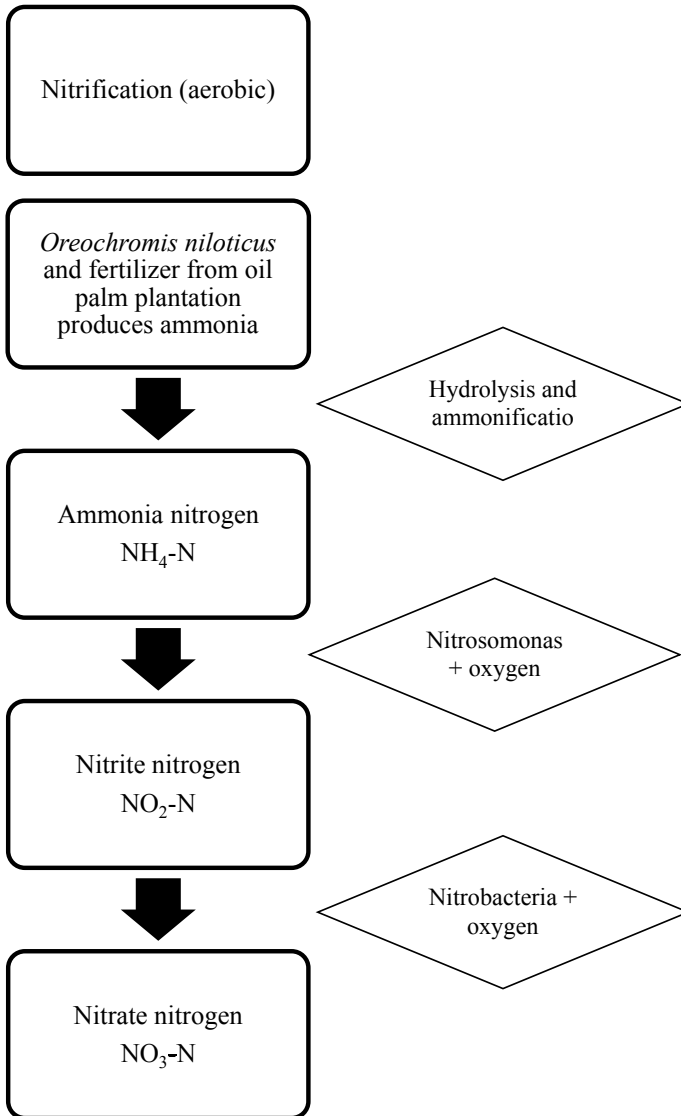 Nitrification (aerobic)
Oreochromis niloticus
and fertilizer from oil
palm plantation
produces ammonia
Hydrolysis and
ammonificatio
Ammonia nitrogen
NH₄-N
Nitrosomonas
+ oxygen
Nitrite nitrogen
NO₂-N
Nitrobacteria +
oxygen
Nitrate nitrogen
NO₃-N